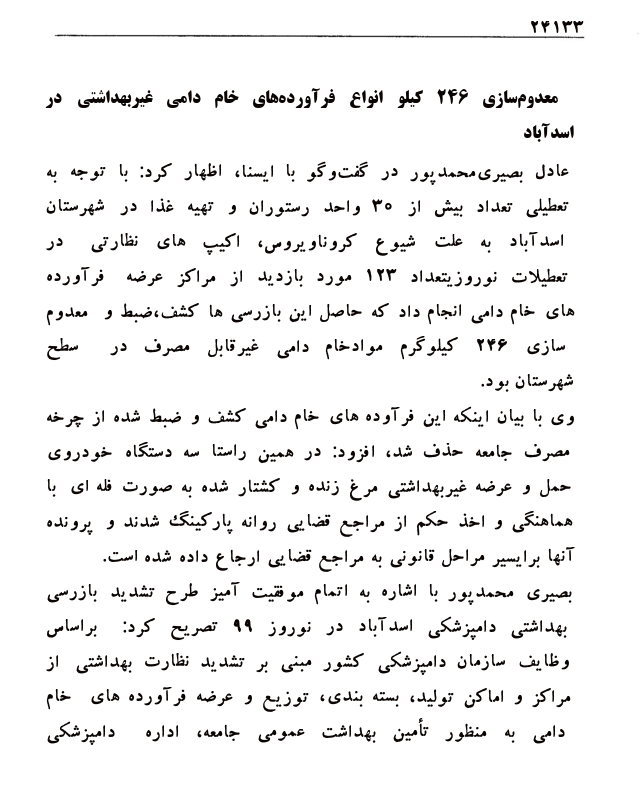 ۲۴۱۳۳
معدوم‌سازی ۲۴۶ کیلو انواع فرآورده‌های خام دامی غیربهداشتی در
اسدآباد
عادل بصیری‌محمدپور در گفت‌وگو با ایسنا، اظهار کرد: با توجه به
تعطیلی تعداد بیش از ۳۰ واحد رستوران و تهیه غذا در شهرستان
اسدآباد به علت شیوع کروناویروس، اکیپ های نظارتی در
تعطیلات نوروزیتعداد ۱۲۳ مورد بازدید از مراکز عرضه فرآورده
های خام دامی انجام داد که حاصل این بازرسی ها کشف،ضبط و معدوم
سازی ۲۴۶ کیلوگرم موادخام دامی غیرقابل مصرف در سطح
شهرستان بود.
وی با بیان اینکه این فرآوده های خام دامی کشف و ضبط شده از چرخه
مصرف جامعه حذف شد، افزود: در همین راستا سه دستگاه خودروی
حمل و عرضه غیربهداشتی مرغ زنده و کشتار شده به صورت فله ای با
هماهنگی و اخذ حکم از مراجع قضایی روانه پارکینگ شدند و پرونده
آنها برایسیر مراحل قانونی به مراجع قضایی ارجاع داده شده است.
بصیری محمدپور با اشاره به اتمام موفقیت آمیز طرح تشدید بازرسی
بهداشتی دامپزشکی اسدآباد در نوروز ۹۹ تصریح کرد: براساس
وظایف سازمان دامپزشکی کشور مبنی بر تشدید نظارت بهداشتی از
مراکز و اماکن تولید، بسته بندی، توزیع و عرضه فرآورده های خام
دامی به منظور تأمین بهداشت عمومی جامعه، اداره دامپزشکی